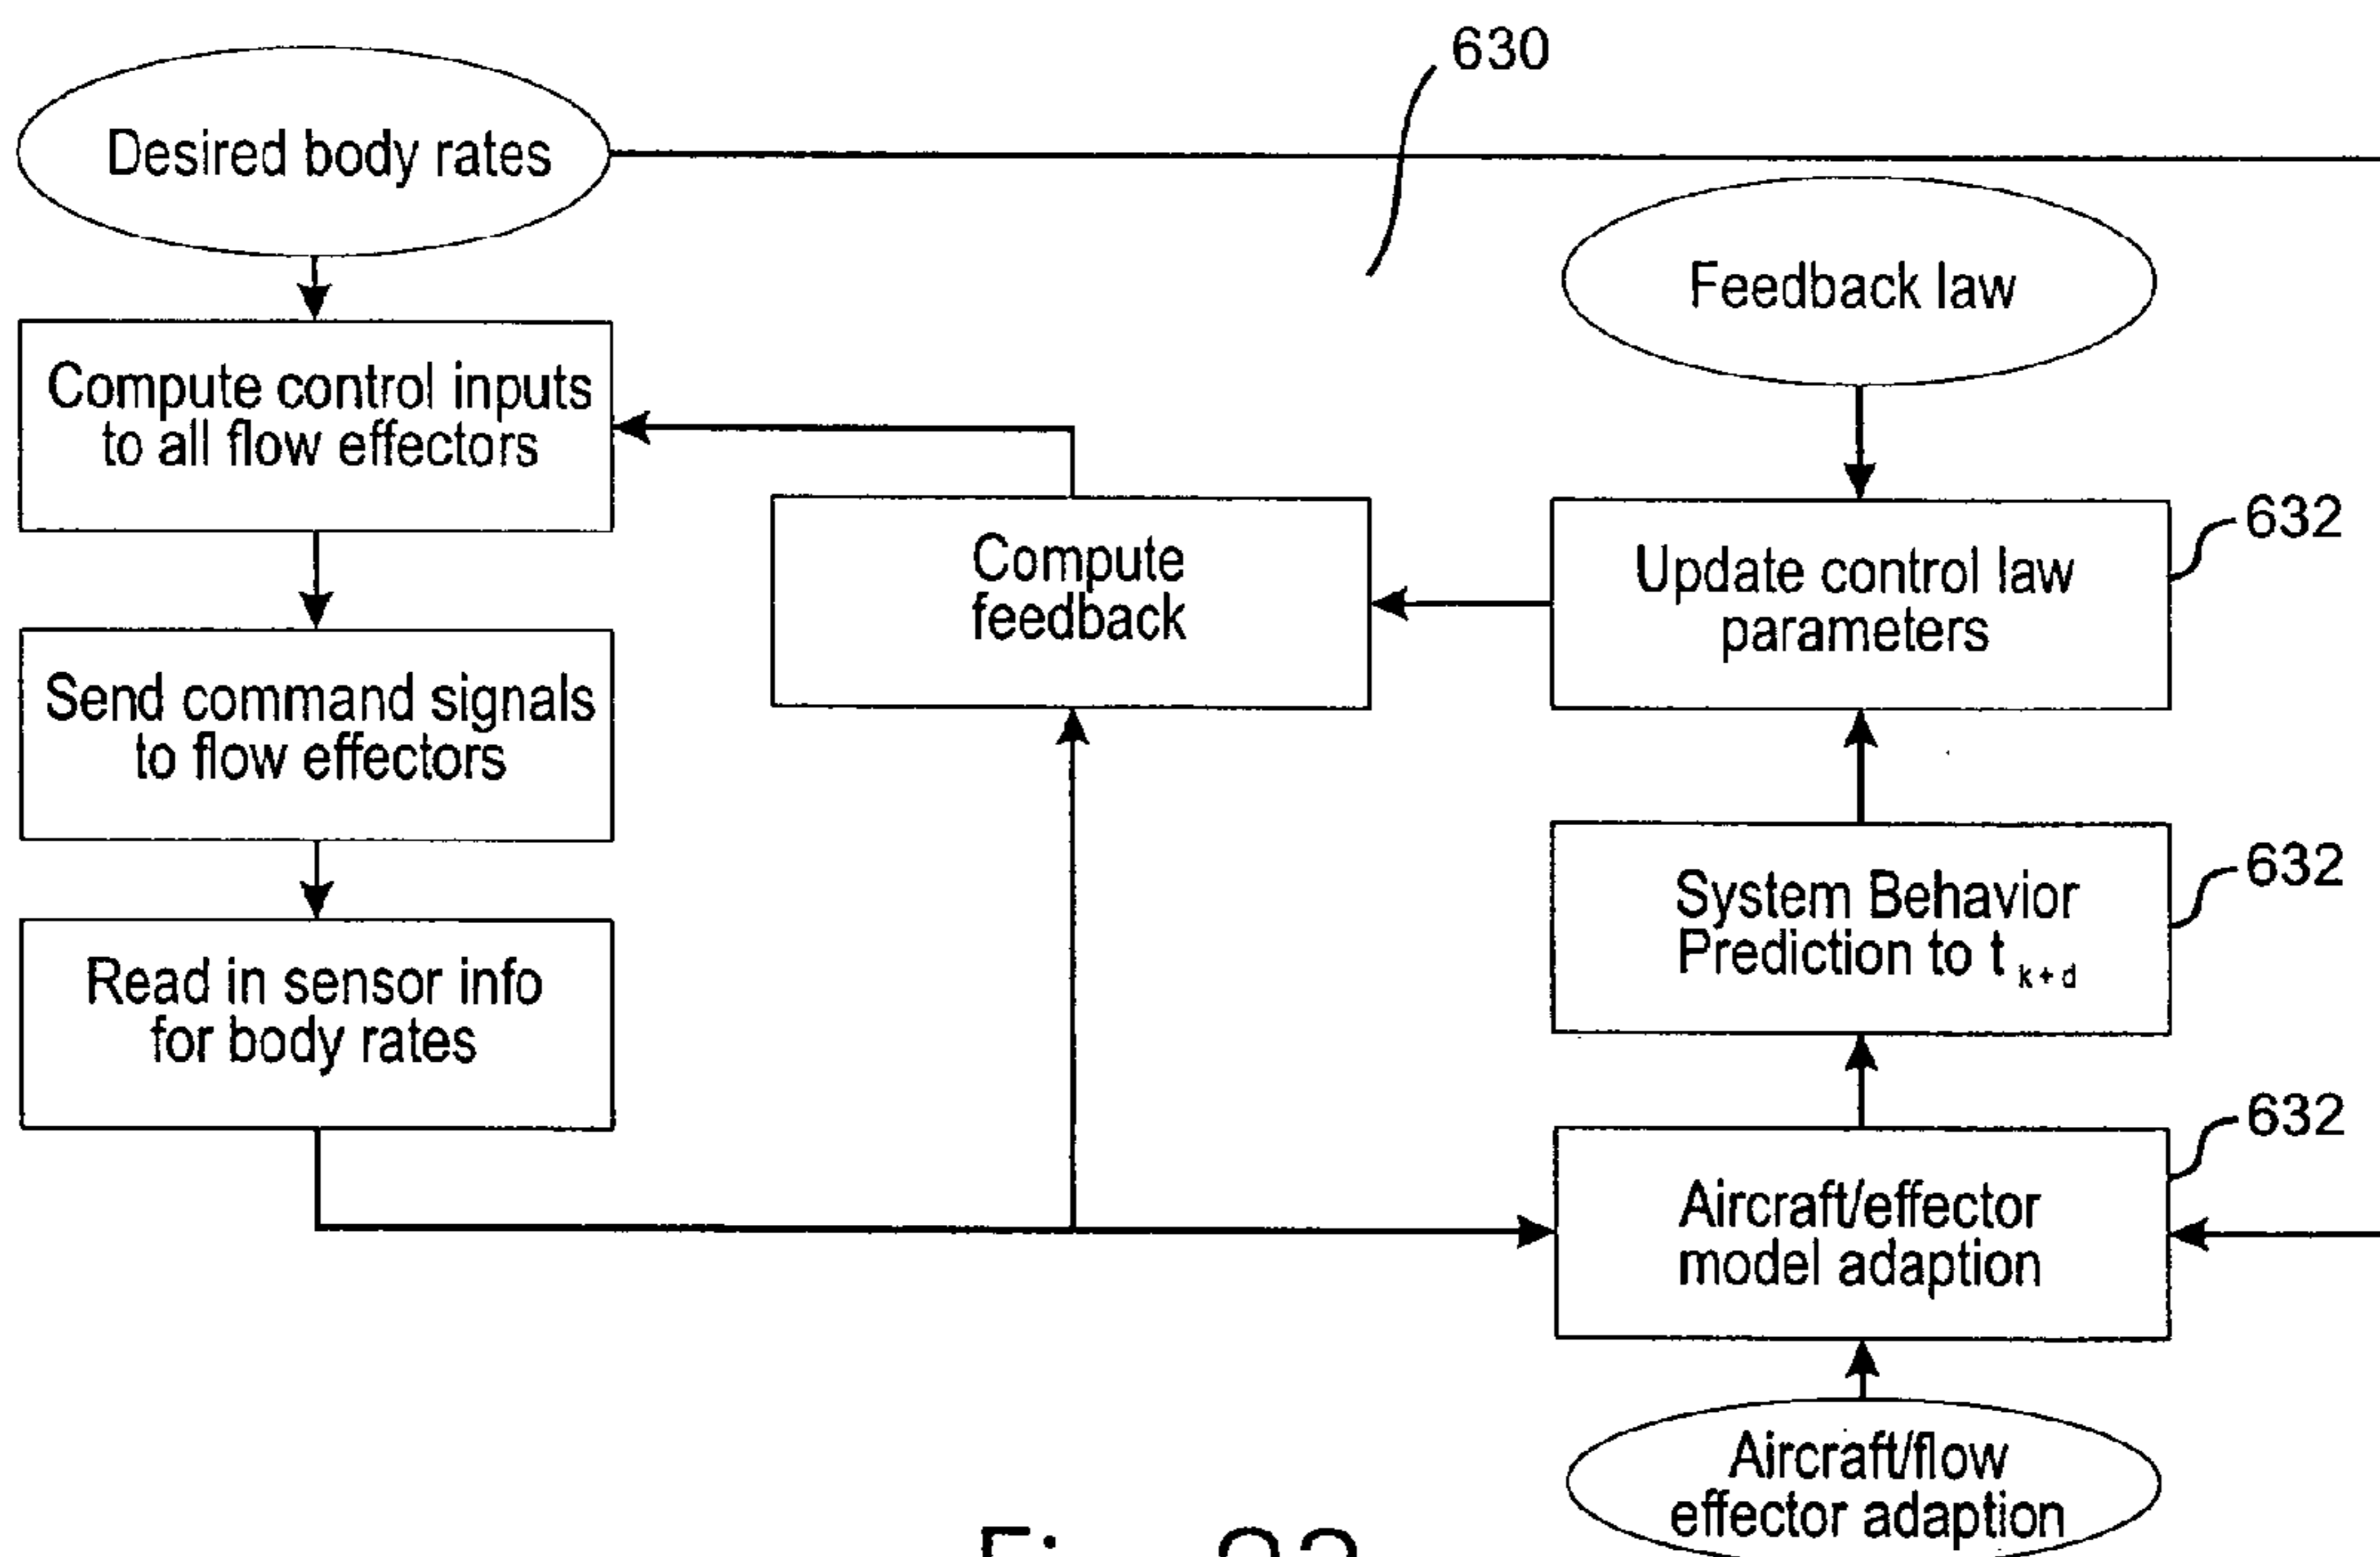 630
Desired body rates
Feedback law
Compute control inputs
to all flow effectors
632
Compute
feedback
Update control law
parameters
Send command signals
to flow effectors
632
System Behavior
Prediction to t k+d
Read in sensor info
for body rates
632
Aircraft/effector
model adaption
Aircraft/flow
effector adaption